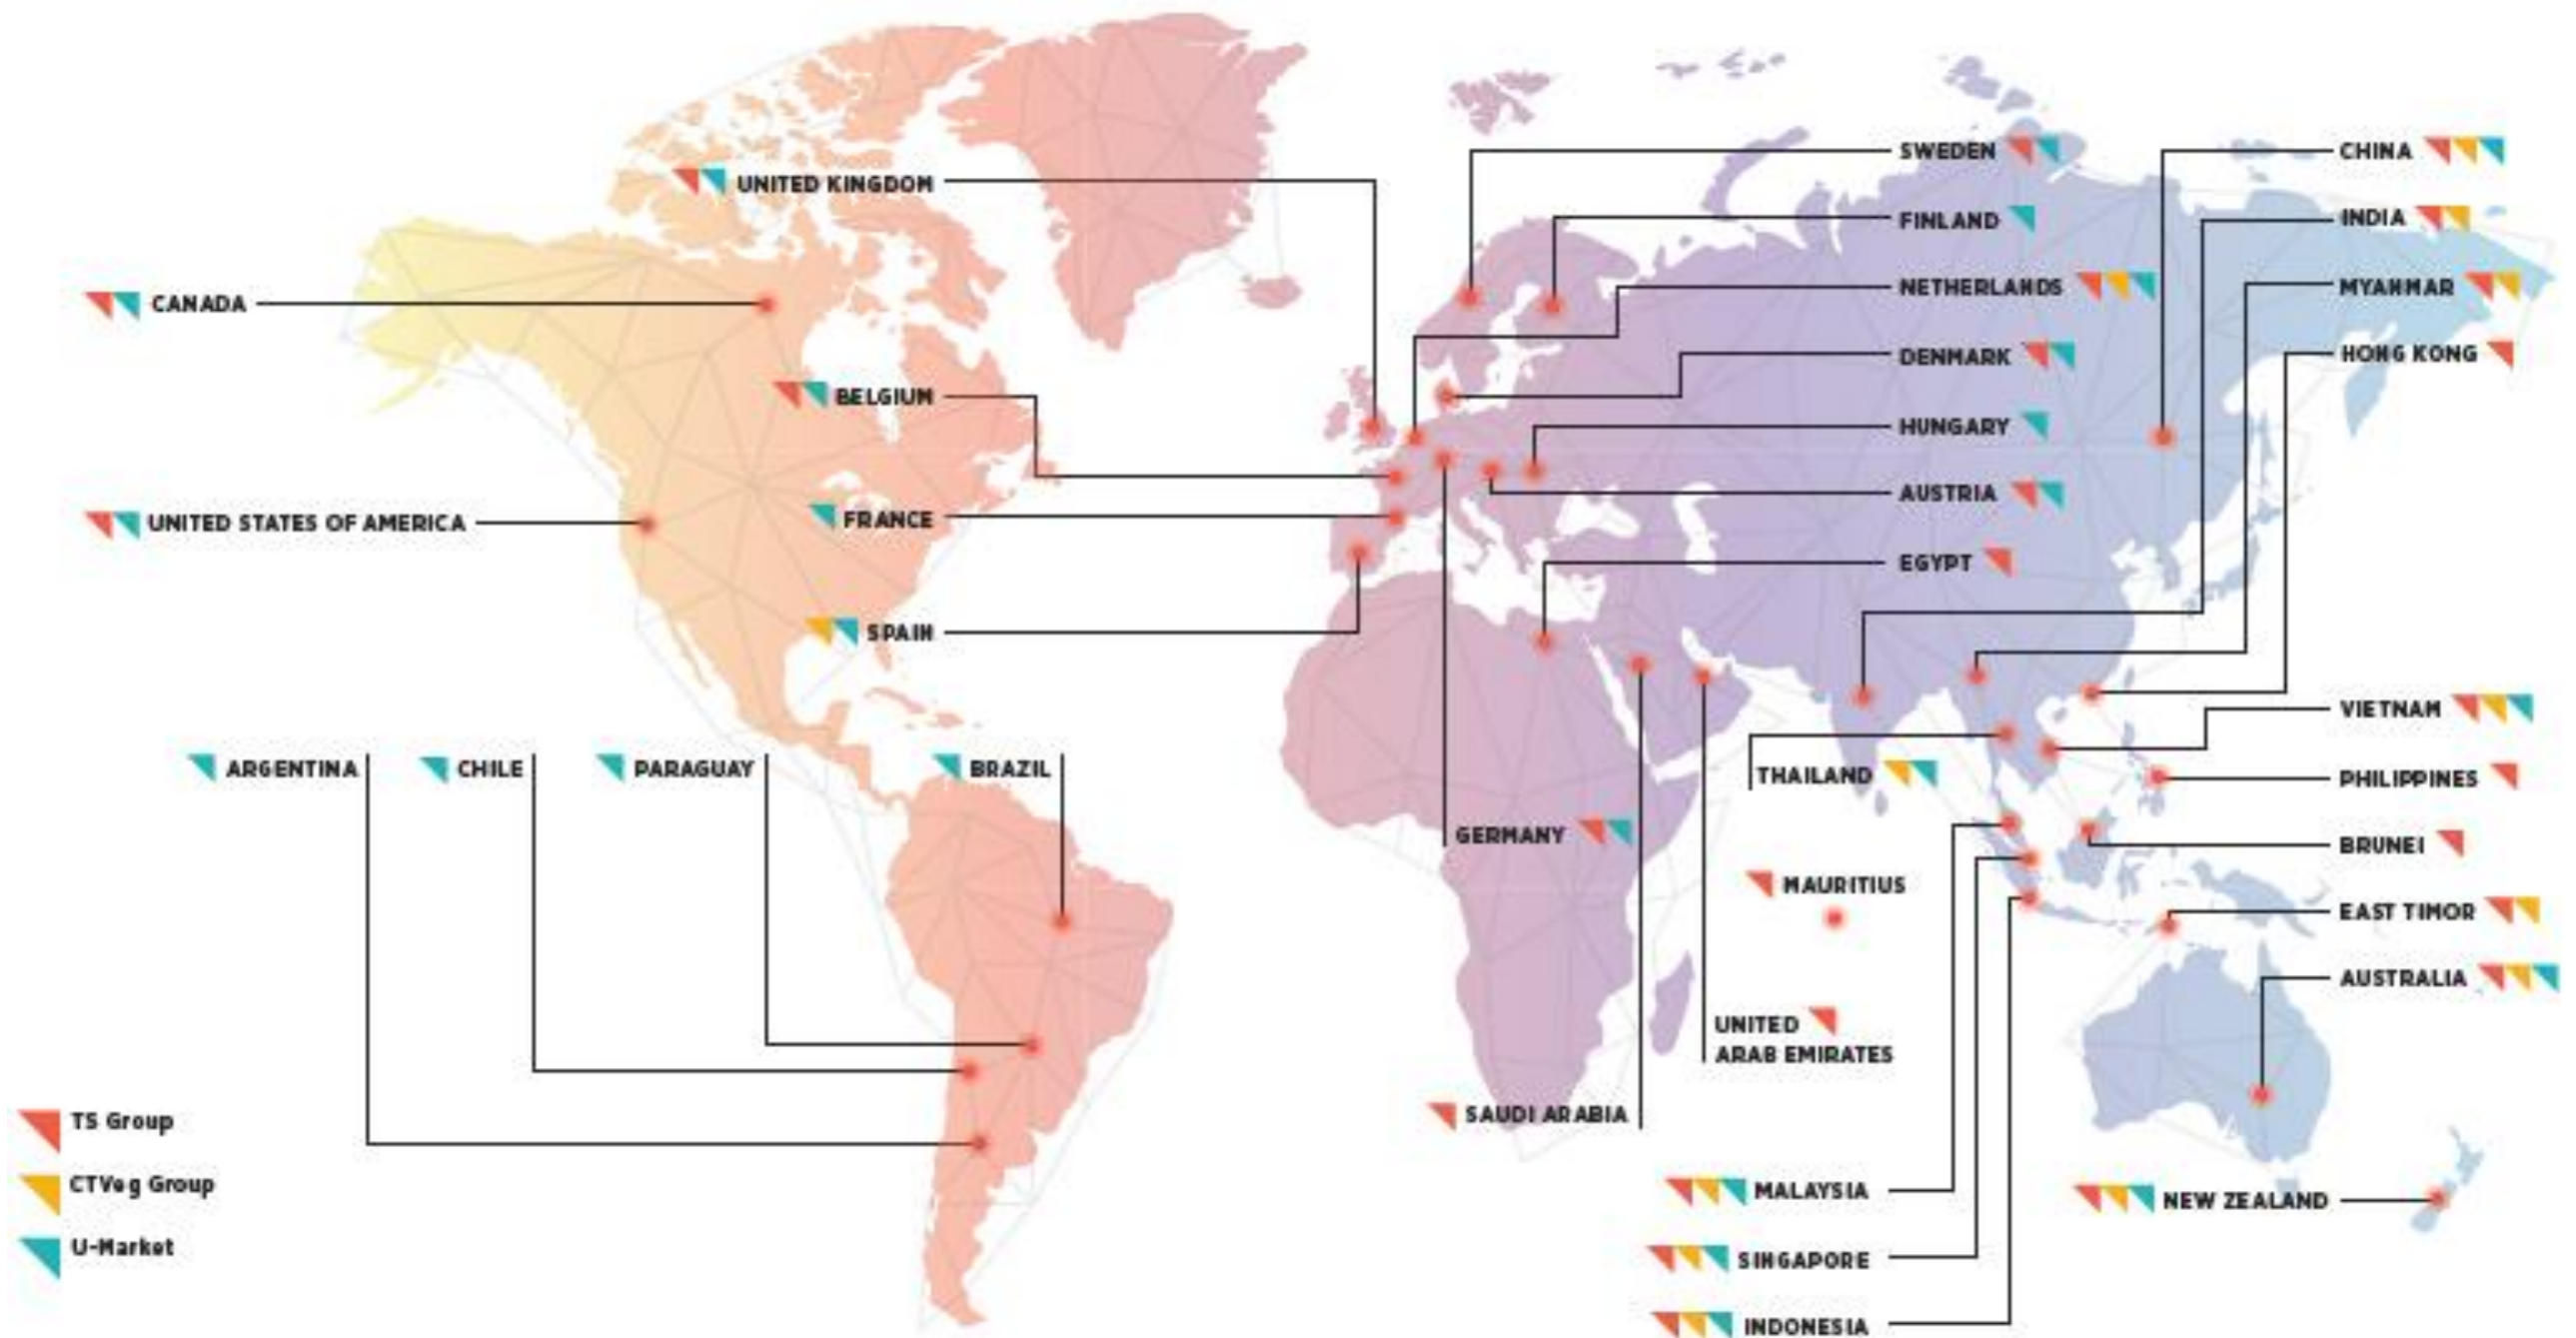 SWEDEN
CHINA
UNITED KINGDOM
FINLAND
INDIA
NETHERLANDS
MYANMAR
CANADA
DENMARK
HONG KONG
BELGIUM
HUNGARY
AUSTRIA
UNITED STATES OF AMERICA
FRANCE
EGYPT
SPAIN
VIETNAM
ARGENTINA
CHILE
PARAGUAY
BRAZIL
THAILAND
PHILIPPINES
GERMANY
BRUNEI
MAURITIUS
EAST TIMOR
AUSTRALIA
UNITED
ARAB EMIRATES
SAUDI ARABIA
TS Group
CTVeg Group
U-Market
MALAYSIA
NEW ZEALAND
SINGAPORE
INDONESIA